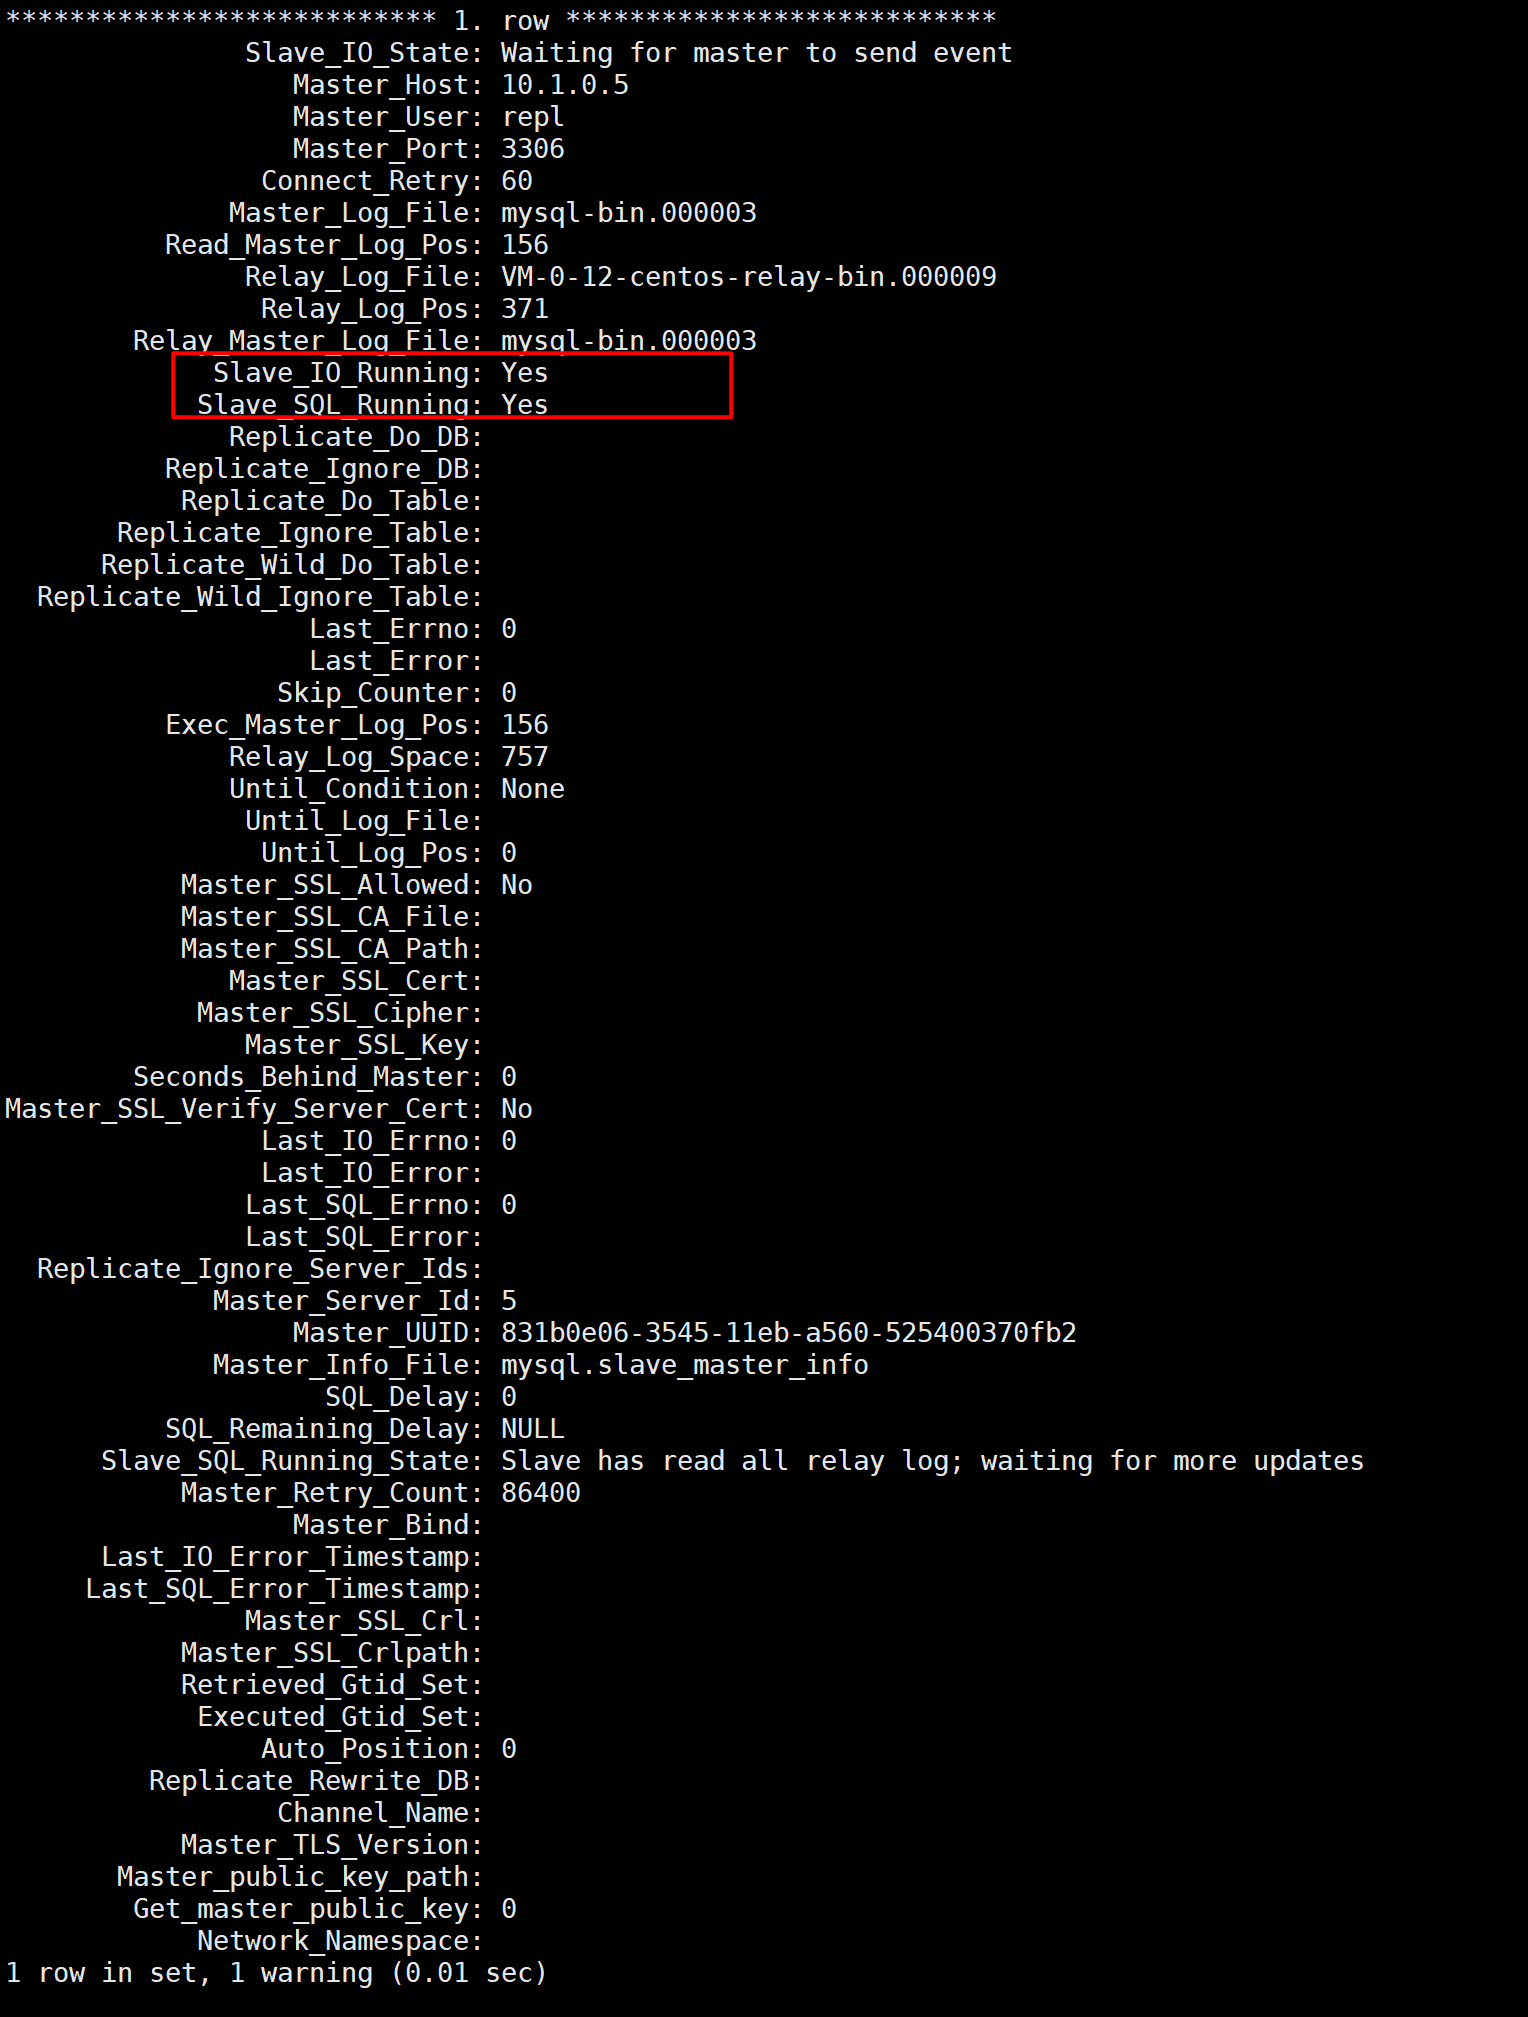 *************************** 1. row ***************************
Slave_IO_State: Waiting for master to send event
Master_Host: 10.1.0.5
Master_User: repl
Master_Port: 3306
Connect_Retry: 60
Master_Log_File: mysql-bin.000003
Read_Master_Log_Pos: 156
Relay_Log_File: VM-0-12-centos-relay-bin.000009
Relay_Log_Pos: 371
Relay_Master_Log_File: mysql-bin.000003
Slave_IO_Running: Yes
Slave_SQL_Running: Yes
Replicate_Do_DB:
Replicate_Ignore_DB:
Replicate_Do_Table:
Replicate_Ignore_Table:
Replicate_Wild_Do_Table:
Replicate_Wild_Ignore_Table:
Last_Errno: 0
Last_Error:
Skip_Counter: 0
Exec_Master_Log_Pos: 156
Relay_Log_Space: 757
Until_Condition: None
Until_Log_File:
Until_Log_Pos: 0
Master_SSL_Allowed: No
Master_SSL_CA_File:
Master_SSL_CA_Path:
Master_SSL_Cert:
Master_SSL_Cipher:
Master_SSL_Key:
Seconds_Behind_Master: 0
Master_SSL_Verify_Server_Cert: No
Last_IO_Errno: 0
Last_IO_Error:
Last_SQL_Errno: 0
Last_SQL_Error:
Replicate_Ignore_Server_Ids:
Master_Server_Id: 5
Master_UUID: 831b0e06-3545-11eb-a560-525400370fb2
Master_Info_File: mysql.slave_master_info
SQL_Delay: 0
SQL_Remaining_Delay: NULL
Slave_SQL_Running_State: Slave has read all relay log; waiting for more updates
Master_Retry_Count: 86400
Master_Bind:
Last_IO_Error_Timestamp:
Last_SQL_Error_Timestamp:
Master_SSL_Crl:
Master_SSL_Crlpath:
Retrieved_Gtid_Set:
Executed_Gtid_Set:
Auto_Position: 0
Replicate_Rewrite_DB:
Channel_Name:
Master_TLS_Version:
Master_public_key_path:
Get_master_public_key: 0
Network_Namespace:
1 row in set, 1 warning (0.01 sec)